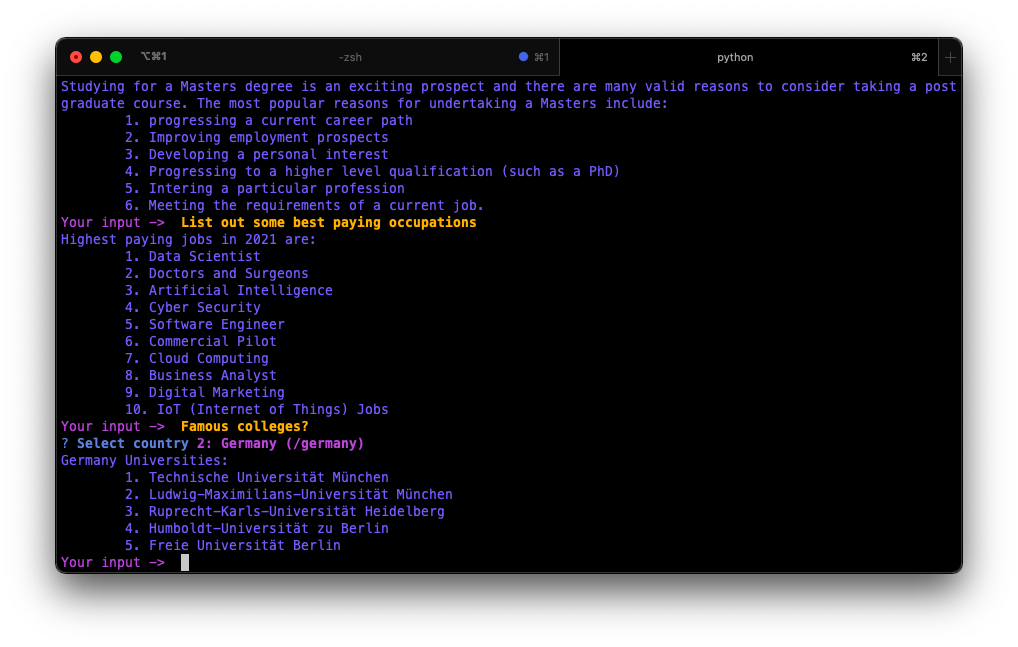 ⌥⌘1 -zsh ⌘1 python ⌘2 +
Studying for a Masters degree is an exciting prospect and there are many valid reasons to consider taking a post
graduate course. The most popular reasons for undertaking a Masters include:
1. progressing a current career path
2. Improving employment prospects
3. Developing a personal interest
4. Progressing to a higher level qualification (such as a PhD)
5. Intering a particular profession
6. Meeting the requirements of a current job.
Your input -> List out some best paying occupations
Highest paying jobs in 2021 are:
1. Data Scientist
2. Doctors and Surgeons
3. Artificial Intelligence
4. Cyber Security
5. Software Engineer
6. Commercial Pilot
7. Cloud Computing
8. Business Analyst
9. Digital Marketing
10. IoT (Internet of Things) Jobs
Your input -> Famous colleges?
? Select country 2: Germany (/germany)
Germany Universities:
1. Technische Universität München
2. Ludwig-Maximilians-Universität München
3. Ruprecht-Karls-Universität Heidelberg
4. Humboldt-Universität zu Berlin
5. Freie Universität Berlin
Your input ->